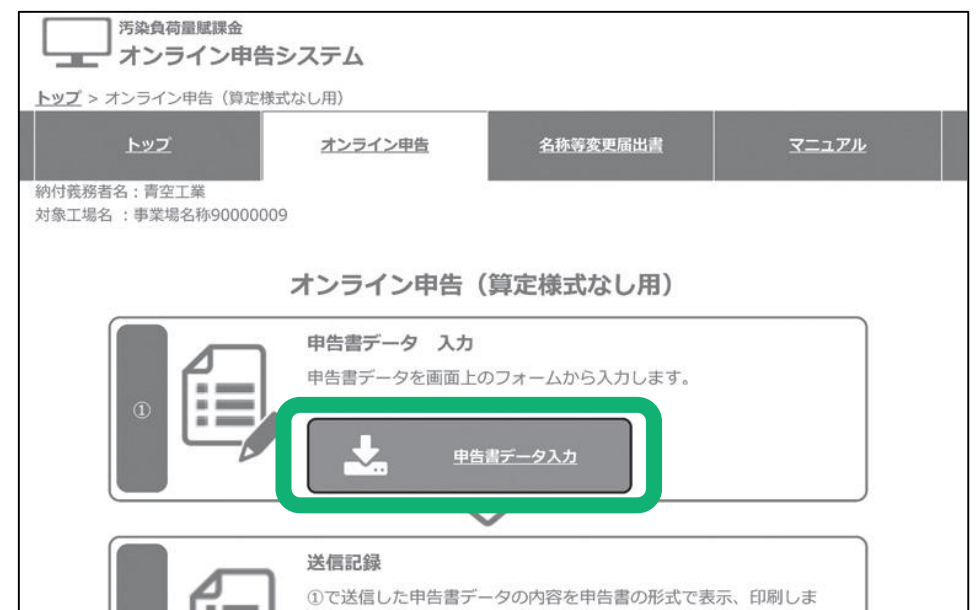 汚染負荷量賦課金
オンライン申告システム
トップ > オンライン申告（算定様式なし用）
トップ
オンライン申告
名称等変更届出書
マニュアル
納付義務者名：青空工業
対象工場名 ：事業場名称90000009
オンライン申告（算定様式なし用）
申告書データ　入力
申告書データを画面上のフォームから入力します。
①
申告書データ入力
送信記録
①で送信した申告書データの内容を申告書の形式で表示、印刷しま